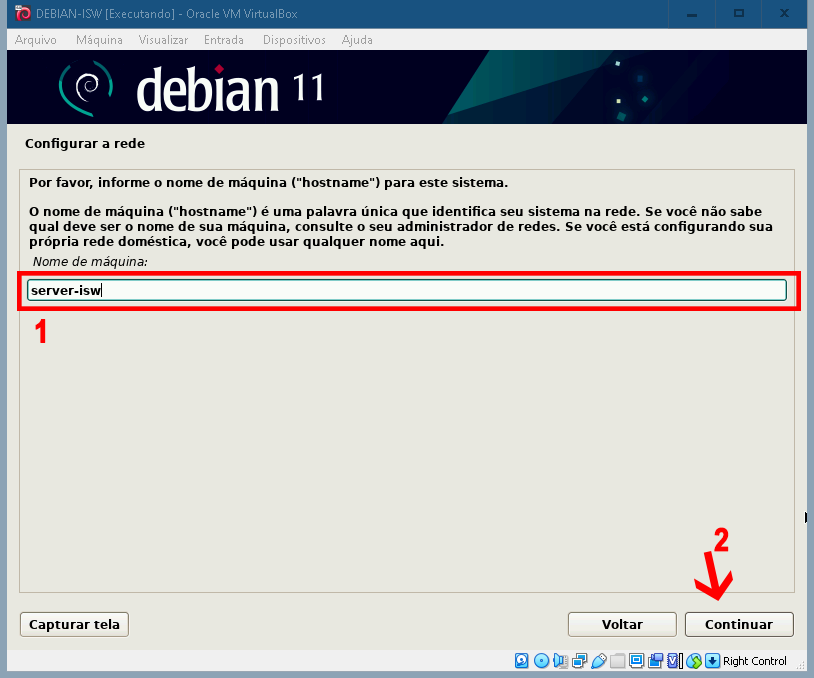 DEBIAN-ISW [Executando] - Oracle VM VirtualBox
Arquivo Máquina Visualizar Entrada Dispositivos Ajuda
debian 11
Configurar a rede
Por favor, informe o nome de máquina ("hostname") para este sistema.
O nome de máquina ("hostname") é uma palavra única que identifica seu sistema na rede. Se você não sabe
qual deve ser o nome de sua máquina, consulte o seu administrador de redes. Se você está configurando sua
própria rede doméstica, você pode usar qualquer nome aqui.
Nome de máquina:
server-isw
1
2
Capturar tela Voltar Continuar
Right Control